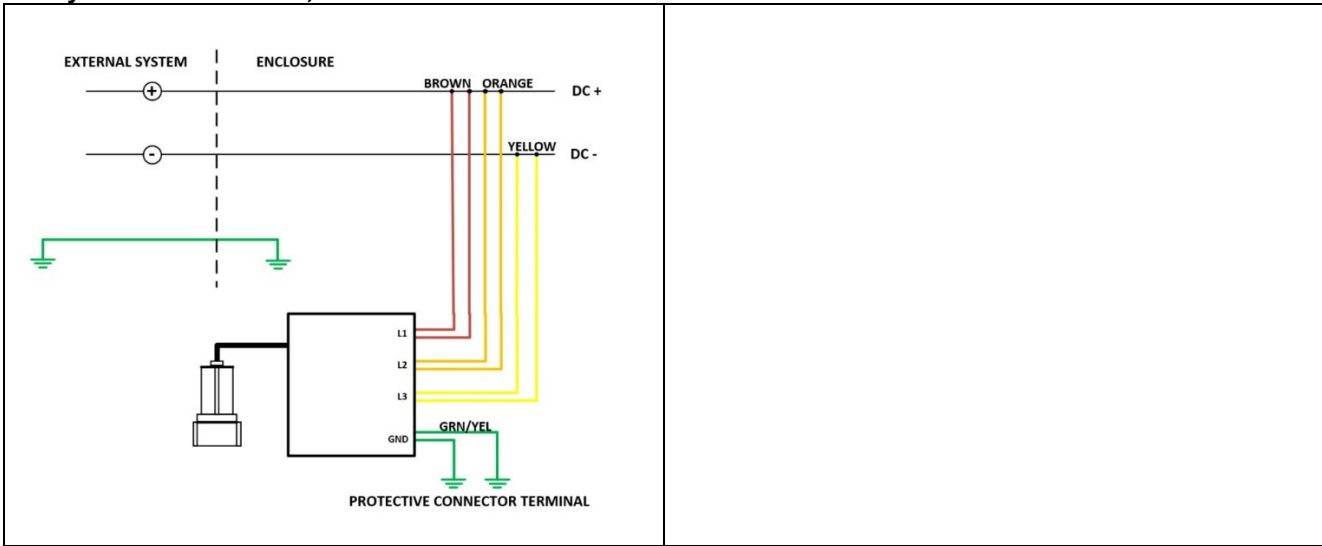 EXTERNAL SYSTEM
ENCLOSURE
BROWN ORANGE
+
DC +
YELLOW
-
DC -
L1
L2
L3
GRN/YEL
GND
PROTECTIVE CONNECTOR TERMINAL